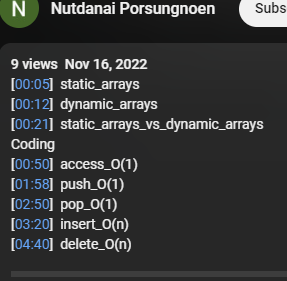 N Nutdanai Porsungnoen Subs
9 views Nov 16, 2022
[00:05] static_arrays
[00:12] dynamic_arrays
[00:21] static_arrays_vs_dynamic_arrays
Coding
[00:50] access_O(1)
[01:58] push_O(1)
[02:50] pop_O(1)
[03:20] insert_O(n)
[04:40] delete_O(n)